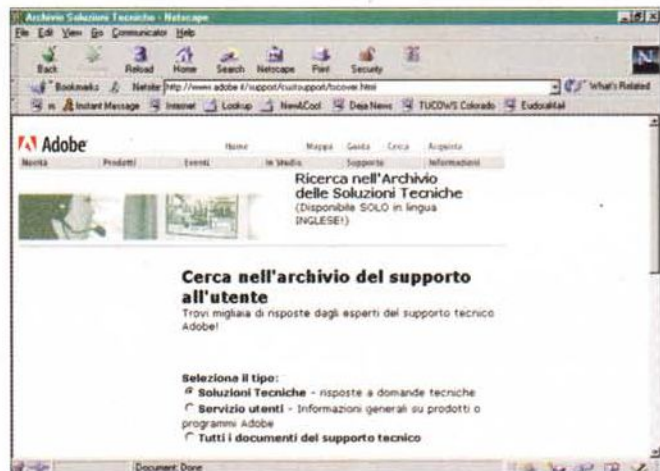 Archivio Soluzioni Tecniche - Netscape
File Edit View Go Communicator Help
Back Reload Home Search Netscape Print Security
Bookmarks Netsite: http://www.adobe.it/support/custsupport/tscover.html What's Related
Instant Message Internet Lookup New&Cool Deja News TUCOWS Colorado EudoraMail
Adobe
Home Mappa Guida Cerca Acquista
Novità Prodotti Eventi In Studio Supporto Informazioni
Ricerca nell'Archivio
delle Soluzioni Tecniche
(Disponibile SOLO in lingua
INGLESE!)
Cerca nell'archivio del supporto
all'utente
Trovi migliaia di risposte dagli esperti del supporto tecnico
Adobe!
Seleziona il tipo:
Soluzioni Tecniche - risposte a domande tecniche
Servizio utenti - Informazioni generali su prodotti o
programmi Adobe
Tutti i documenti del supporto tecnico
Document: Done